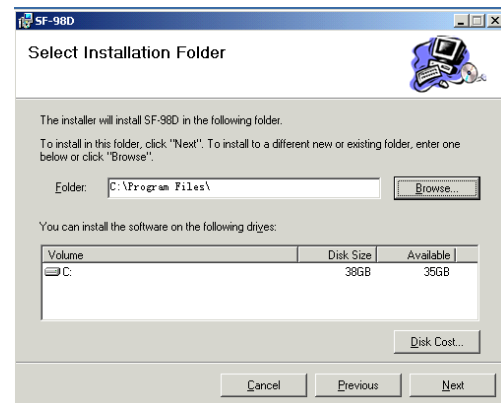 SF-98D
Select Installation Folder
The installer will install SF-98D in the following folder.
To install in this folder, click "Next". To install to a different new or existing folder, enter one
below or click "Browse".
Folder: C:\Program Files\ Browse...
You can install the software on the following drives:
Volume Disk Size Available
C: 38GB 35GB
Disk Cost...
Cancel Previous Next